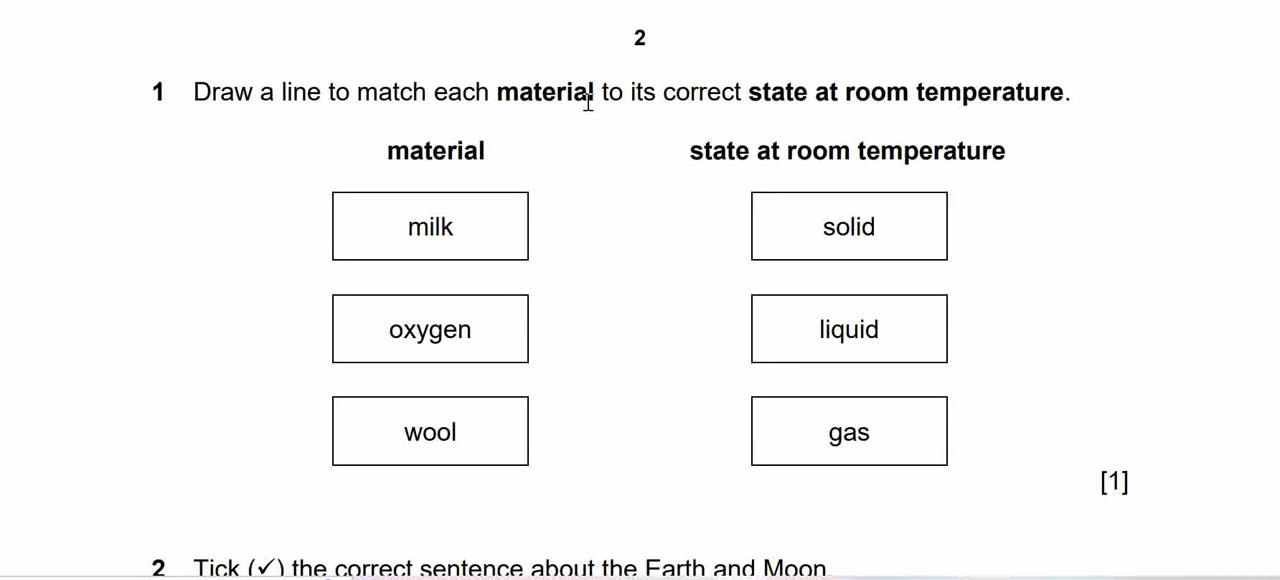 2
1 Draw a line to match each material to its correct state at room temperature.
material state at room temperature
milk solid
oxygen liquid
wool gas
[1]
2 Tick (✓) the correct sentence about the Earth and Moon